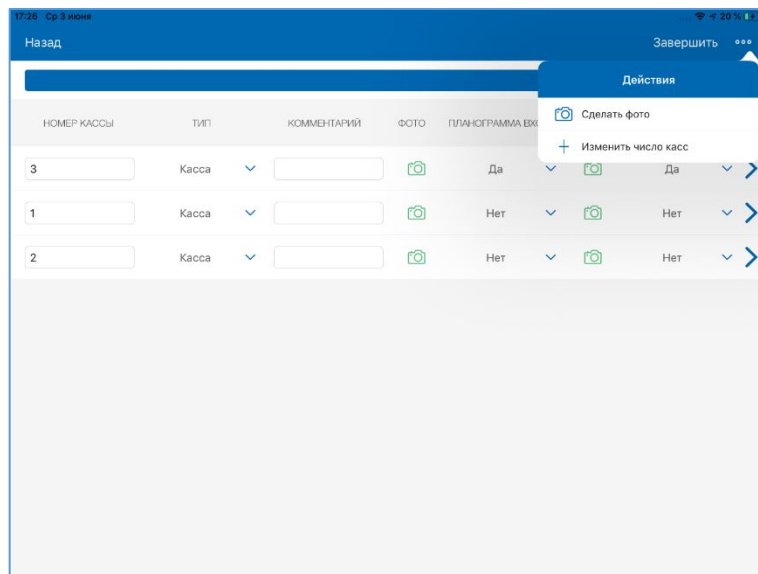 17:26 Ср 3 июня
20 %
Назад
Завершить
Действия
Сделать фото
Изменить число касс
НОМЕР КАССЫ ТИП КОММЕНТАРИЙ ФОТО ПЛАНОГРАММА
3 Касса Да Да
1 Касса Нет Нет
2 Касса Нет Нет